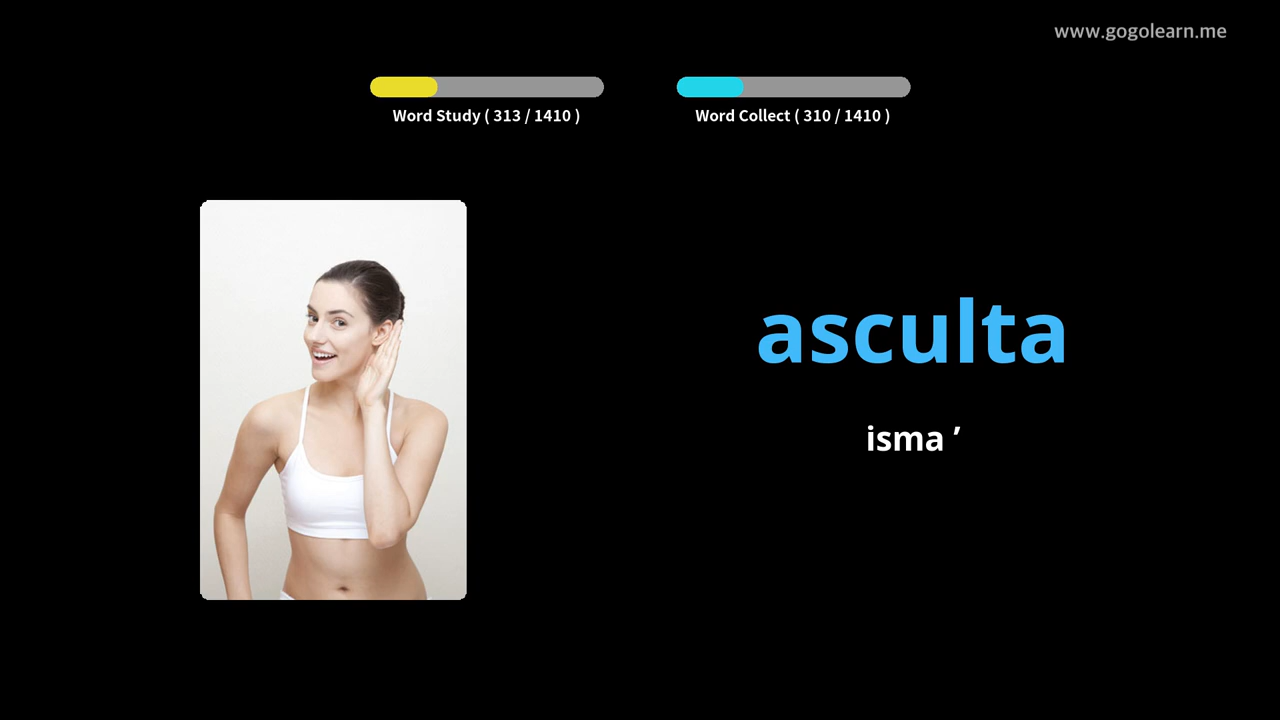 www.gogolearn.me
Word Study ( 313 / 1410 )
Word Collect ( 310 / 1410 )
asculta
isma ’